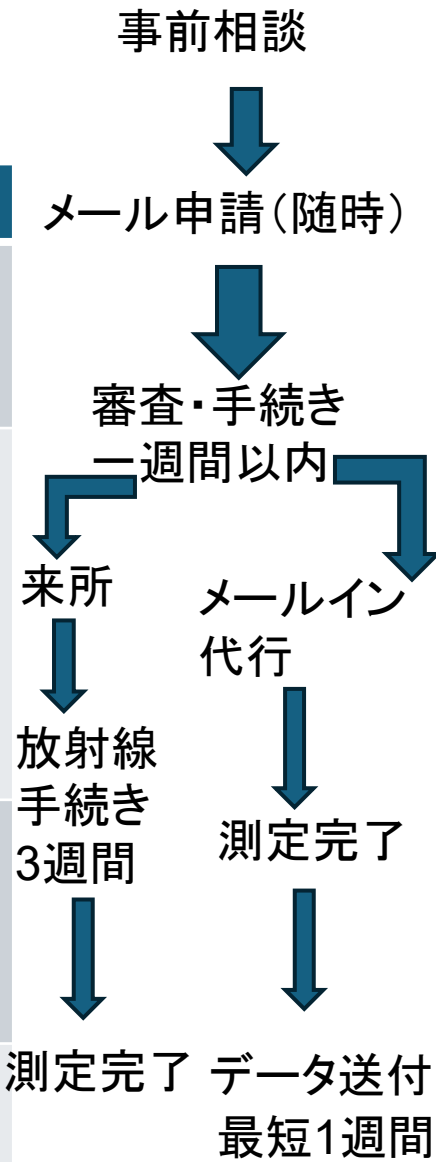 事前相談
メール申請（随時）
審査・手続き
一週間以内
来所
放射線
手続き
3週間
測定完了
メールイン
代行
測定完了
データ送付
最短1週間